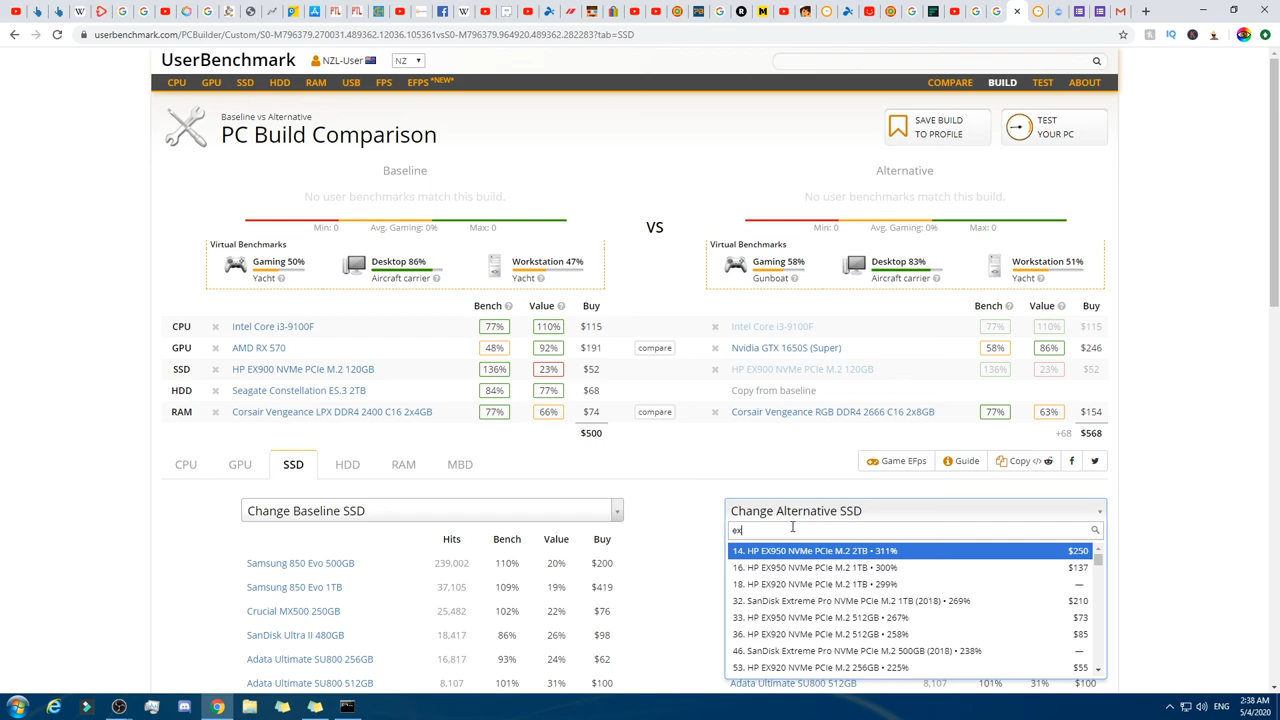 userbenchmark.com/PCBuilder/Custom/S0-M796379.270031.489362.12036.105361vsS0-M796379.964920.489362.282283?tab=SSD
UserBenchmark
NZL-User
NZ
CPU GPU SSD HDD RAM USB FPS EFPS *NEW* COMPARE BUILD TEST ABOUT
Baseline vs Alternative
PC Build Comparison
SAVE BUILD TO PROFILE
TEST YOUR PC
Baseline Alternative
No user benchmarks match this build. No user benchmarks match this build.
Min: 0 Avg. Gaming: 0% Max: 0 VS Min: 0 Avg. Gaming: 0% Max: 0
Virtual Benchmarks Virtual Benchmarks
Gaming 50% Desktop 86% Workstation 47% Gaming 58% Desktop 83% Workstation 51%
Yacht Aircraft carrier Yacht Gunboat Aircraft carrier Yacht
Bench Value Buy Bench Value Buy
CPU Intel Core i3-9100F 77% 110% $115 Intel Core i3-9100F 77% 110% $115
GPU AMD RX 570 48% 92% $191 compare Nvidia GTX 1650S (Super) 58% 86% $246
SSD HP EX900 NVMe PCIe M.2 120GB 136% 23% $52 HP EX900 NVMe PCIe M.2 120GB 136% 23% $52
HDD Seagate Constellation ES.3 2TB 84% 77% $68 Copy from baseline
RAM Corsair Vengeance LPX DDR4 2400 C16 2x4GB 77% 66% $74 compare Corsair Vengeance RGB DDR4 2666 C16 2x8GB 77% 63% $154
$500 +68 $568
CPU GPU SSD HDD RAM MBD Game EFps Guide Copy </>
Change Baseline SSD Change Alternative SSD
ex
Hits Bench Value Buy
Samsung 850 Evo 500GB 239,002 110% 20% $200
Samsung 850 Evo 1TB 37,105 109% 19% $419
Crucial MX500 250GB 25,482 102% 22% $76
SanDisk Ultra II 480GB 18,417 86% 26% $98
Adata Ultimate SU800 256GB 16,817 93% 24% $62
Adata Ultimate SU800 512GB 8,107 101% 31% $100
14. HP EX950 NVMe PCIe M.2 2TB • 311% $250
16. HP EX950 NVMe PCIe M.2 1TB • 300% $137
18. HP EX920 NVMe PCIe M.2 1TB • 299% —
32. SanDisk Extreme Pro NVMe PCIe M.2 1TB (2018) • 269% $210
33. HP EX950 NVMe PCIe M.2 512GB • 267% $73
36. HP EX920 NVMe PCIe M.2 512GB • 258% $85
46. SanDisk Extreme Pro NVMe PCIe M.2 500GB (2018) • 238% —
53. HP EX920 NVMe PCIe M.2 256GB • 225% $55
Adata Ultimate SU800 512GB 8,107 101% 31% $100
ENG
2:38 AM
5/4/2020